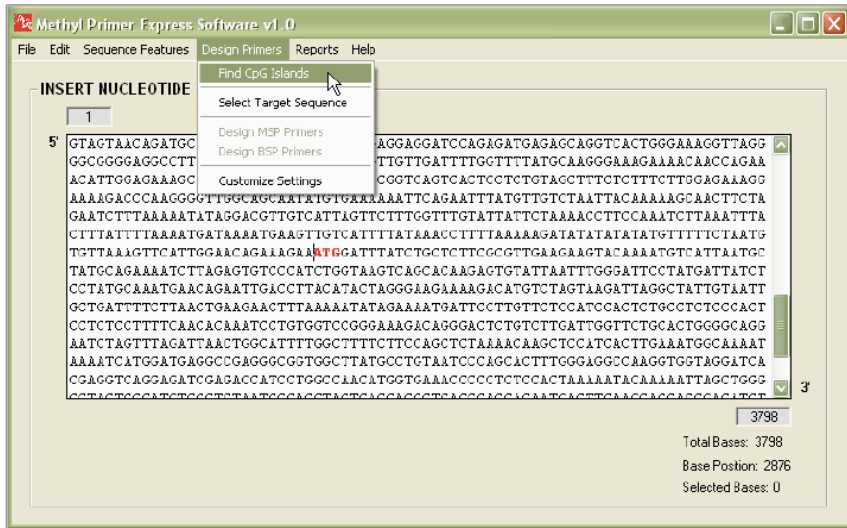 Methyl Primer Express Software v1.0
File Edit Sequence Features Design Primers Reports Help
Find CpG Islands
Select Target Sequence
Design MSP Primers
Design BSP Primers
Customize Settings
INSERT NUCLEOTIDE
1
5'
GTAGTAACAGATGC AGGAGGATCCAGAGATGAGAGCAGGTCACTGGGAAAGGTTAGG
GGCGGGGAGGCCTT TTGTTGATTTTGGTTTTATGCAAGGGAAAGAAAACAACCAGAA
ACATTGGAGAAAGC CGGTCAGTCACTCCTCTGTAGCTTTCTCTTTCTTGGAGAAAGG
AAAAGACCCAAGGGGTTGGCAGCAATATGTGAAAAAATTCAGAATTTATGTTGTCTAATTACAAAAAGCAACTTCTA
GAATCTTTAAAAATATAGGACGTTGTCATTAGTTCTTTGGTTTGTATTATTCTAAAACCTTCCAAATCTTAAATTTA
CTTTATTTTAAAATGATAAAATGAAGTTGTCATTTTATAAACCTTTTAAAAAGATATATATATATGTTTTTCTAATG
TGTTAAAGTTCATTGGAACAGAAAGAAATGGATTTATCTGCTCTTCGCGTTGAAGAAGTACAAAATGTCATTAATGC
TATGCAGAAAATCTTAGAGTGTCCCATCTGGTAAGTCAGCACAAGAGTGTATTAATTTGGGATTCCTATGATTATCT
CCTATGCAAATGAACAGAATTGACCTTACATACTAGGGAAGAAAAGACATGTCTAGTAAGATTAGGCTATTGTAATT
GCTGATTTTCTTAACTGAAGAACTTTAAAAATATAGAAAATGATTCCTTGTTCTCCATCCACTCTGCCTCTCCCACT
CCTCTCCTTTTCAACACAAATCCTGTGGTCCGGGAAAGACAGGGACTCTGTCTTGATTGGTTCTGCACTGGGGCAGG
AATCTAGTTTAGATTAACTGGCATTTTGGCTTTTCTTCCAGCTCTAAAACAAGCTCCATCACTTGAAATGGCAAAAT
AAAATCATGGATGAGGCCGAGGGCGGTGGCTTATGCCTGTAATCCCAGCACTTTGGGAGGCCAAGGTGGTAGGATCA
CGAGGTCAGGAGATCGAGACCATCCTGGCCAACATGGTGAAACCCCCTCTCCACTAAAAATACAAAAATTAGCTGGG
3'
3798
Total Bases: 3798
Base Postion: 2876
Selected Bases: 0